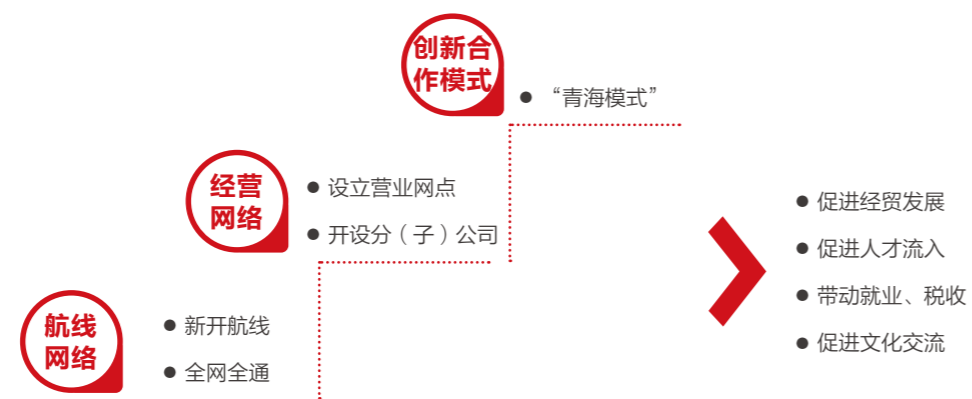 创新合
作模式
● “青海模式”
经营
网络
● 设立营业网点
● 开设分（子）公司
航线
网络
● 新开航线
● 全网全通
● 促进经贸发展
● 促进人才流入
● 带动就业、税收
● 促进文化交流